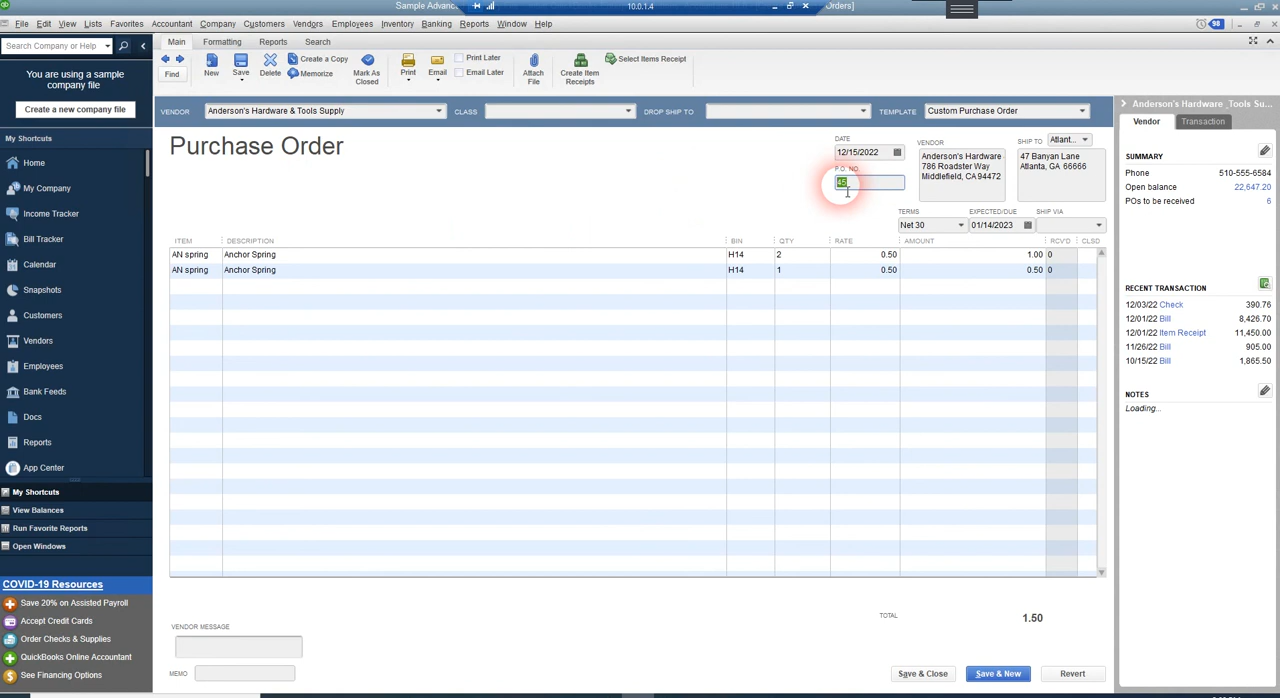 Sample Advanc
10.0.1.4
Orders]
File Edit View Lists Favorites Accountant Company Customers Vendors Employees Inventory Banking Reports Window Help
98
Search Company or Help
Main Formatting Reports Search
Find
New
Save
Delete
Create a Copy
Memorize
Mark As
Closed
Print
Email
Print Later
Email Later
Attach
File
Create Item
Receipts
Select Items Receipt
You are using a sample
company file
Create a new company file
My Shortcuts
Home
My Company
Income Tracker
Bill Tracker
Calendar
Snapshots
Customers
Vendors
Employees
Bank Feeds
Docs
Reports
App Center
My Shortcuts
View Balances
Run Favorite Reports
Open Windows
COVID-19 Resources
Save 20% on Assisted Payroll
Accept Credit Cards
Order Checks & Supplies
QuickBooks Online Accountant
See Financing Options
VENDOR Anderson's Hardware & Tools Supply CLASS DROP SHIP TO TEMPLATE Custom Purchase Order
Purchase Order
DATE
12/15/2022
P.O. NO.
45
VENDOR
Anderson's Hardware
786 Roadster Way
Middlefield, CA 94472
SHIP TO Atlant...
47 Banyan Lane
Atlanta, GA 66666
TERMS EXPECTED/DUE SHIP VIA
Net 30 01/14/2023
ITEM DESCRIPTION BIN QTY RATE AMOUNT RCV'D CLSD
AN spring Anchor Spring H14 2 0.50 1.00 0
AN spring Anchor Spring H14 1 0.50 0.50 0
TOTAL 1.50
VENDOR MESSAGE
MEMO
Save & Close Save & New Revert
Anderson's Hardware _Tools Su...
Vendor Transaction
SUMMARY
Phone 510-555-6584
Open balance 22,647.20
POs to be received 6
RECENT TRANSACTION
12/03/22 Check 390.76
12/01/22 Bill 8,426.70
12/01/22 Item Receipt 11,450.00
11/26/22 Bill 905.00
10/15/22 Bill 1,865.50
NOTES
Loading...